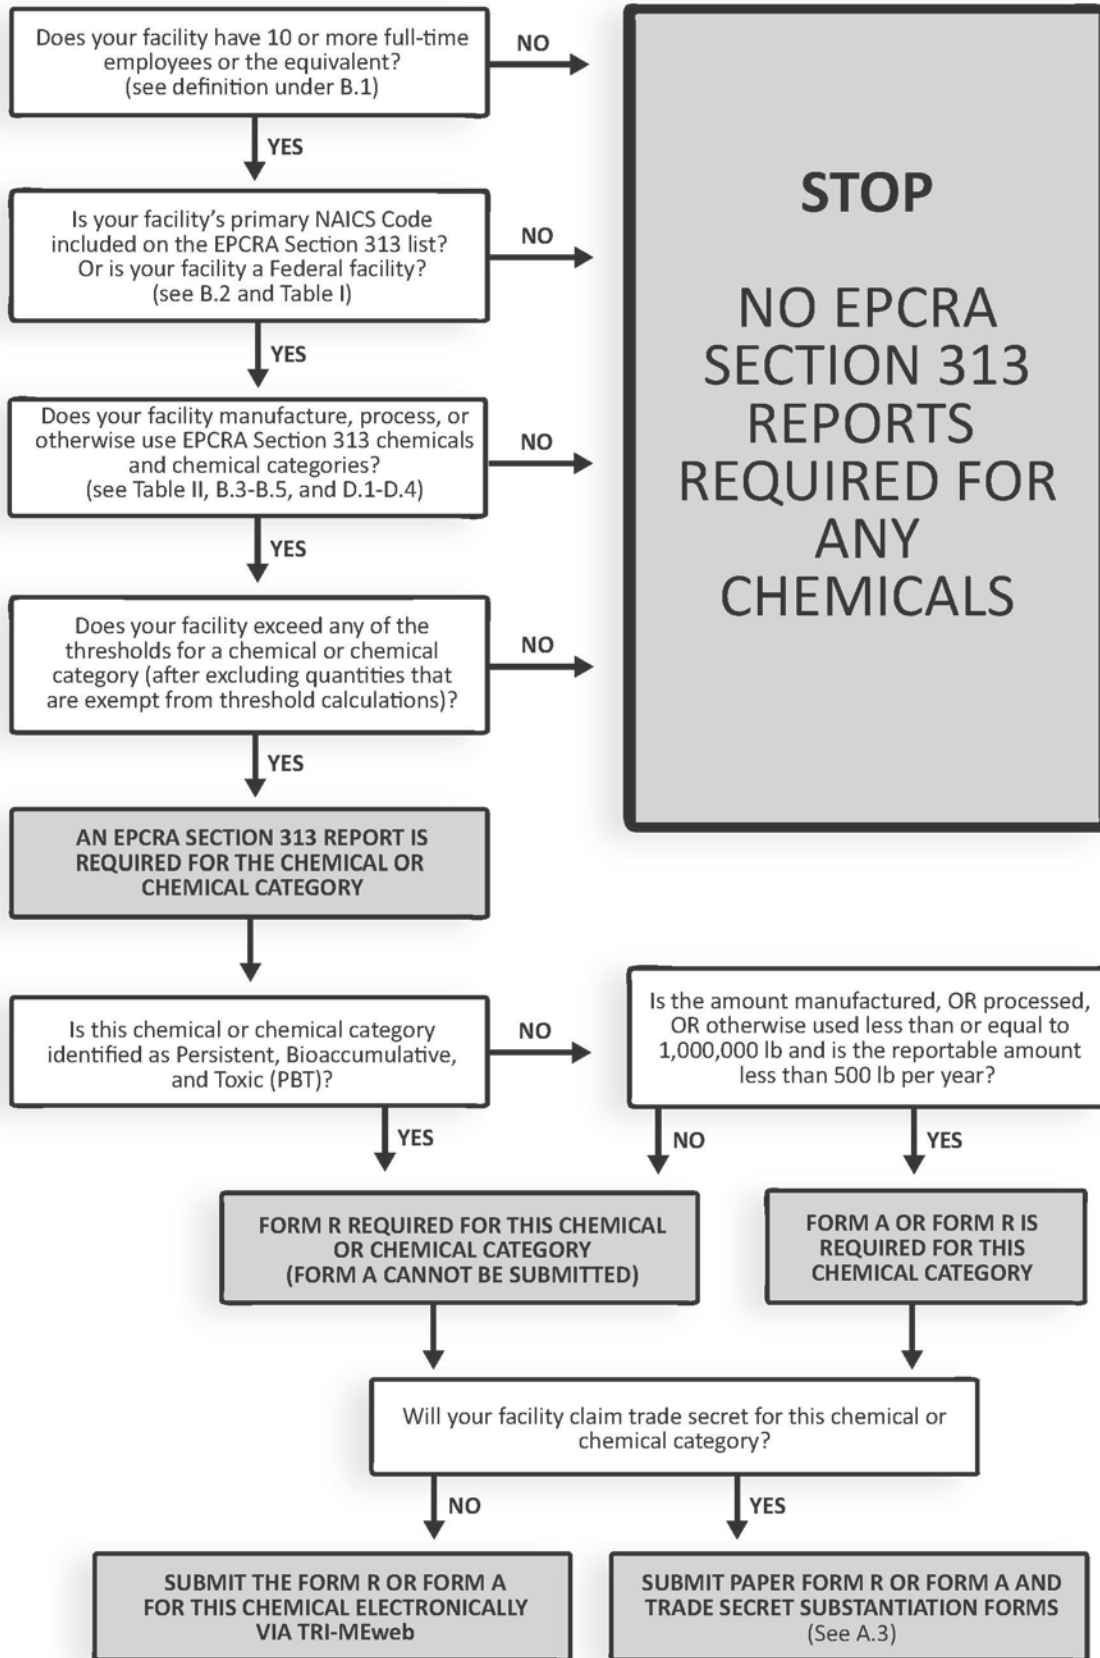 Does your facility have 10 or more full-time
employees or the equivalent?
(see definition under B.1)
NO
YES
Is your facility's primary NAICS Code
included on the EPCRA Section 313 list?
Or is your facility a Federal facility?
(see B.2 and Table I)
NO
YES
Does your facility manufacture, process, or
otherwise use EPCRA Section 313 chemicals
and chemical categories?
(see Table II, B.3-B.5, and D.1-D.4)
NO
YES
Does your facility exceed any of the
thresholds for a chemical or chemical
category (after excluding quantities that
are exempt from threshold calculations)?
NO
YES
STOP
NO EPCRA
SECTION 313
REPORTS
REQUIRED FOR
ANY
CHEMICALS
AN EPCRA SECTION 313 REPORT IS
REQUIRED FOR THE CHEMICAL OR
CHEMICAL CATEGORY
Is this chemical or chemical category
identified as Persistent, Bioaccumulative,
and Toxic (PBT)?
NO
YES
Is the amount manufactured, OR processed,
OR otherwise used less than or equal to
1,000,000 lb and is the reportable amount
less than 500 lb per year?
NO
YES
FORM R REQUIRED FOR THIS CHEMICAL
OR CHEMICAL CATEGORY
(FORM A CANNOT BE SUBMITTED)
FORM A OR FORM R IS
REQUIRED FOR THIS
CHEMICAL CATEGORY
Will your facility claim trade secret for this chemical or
chemical category?
NO
YES
SUBMIT THE FORM R OR FORM A
FOR THIS CHEMICAL ELECTRONICALLY
VIA TRI-MEweb
SUBMIT PAPER FORM R OR FORM A AND
TRADE SECRET SUBSTANTIATION FORMS
(See A.3)